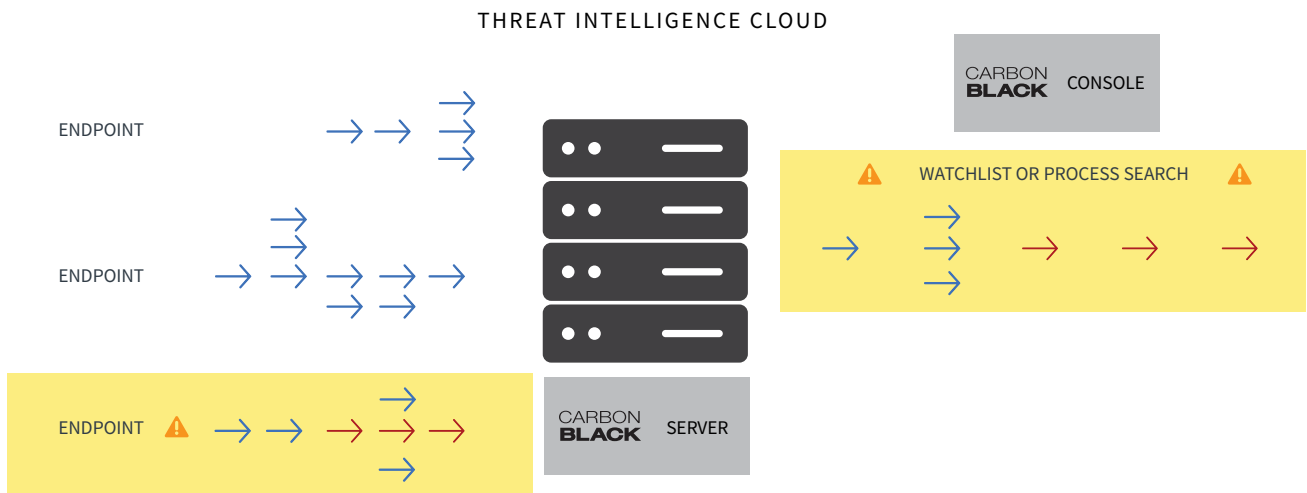 THREAT INTELLIGENCE CLOUD
CARBON
BLACK
CONSOLE
ENDPOINT
WATCHLIST OR PROCESS SEARCH
ENDPOINT
ENDPOINT
CARBON
BLACK
SERVER